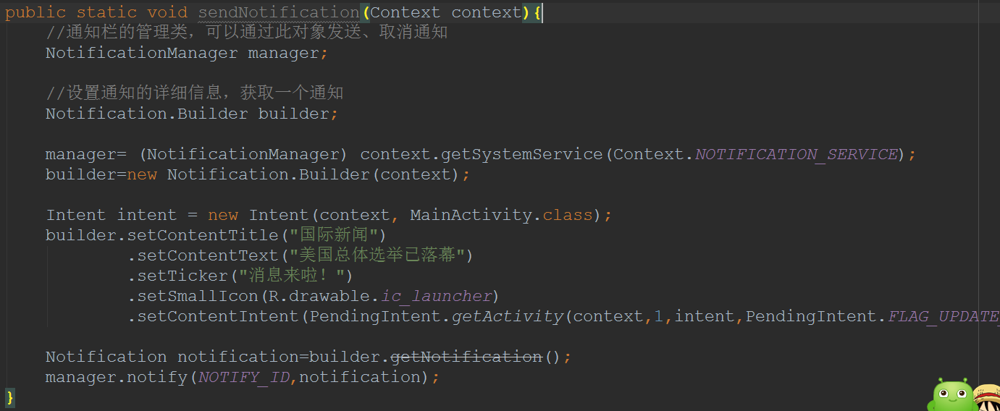 public static void sendNotification(Context context){
//通知栏的管理类，可以通过此对象发送、取消通知
NotificationManager manager;
//设置通知的详细信息，获取一个通知
Notification.Builder builder;
manager= (NotificationManager) context.getSystemService(Context.NOTIFICATION_SERVICE);
builder=new Notification.Builder(context);
Intent intent = new Intent(context, MainActivity.class);
builder.setContentTitle("国际新闻")
.setContentText("美国总体选举已落幕")
.setTicker("消息来啦！")
.setSmallIcon(R.drawable.ic_launcher)
.setContentIntent(PendingIntent.getActivity(context,1,intent,PendingIntent.FLAG_UPDATE_
Notification notification=builder.getNotification();
manager.notify(NOTIFY_ID,notification);
}